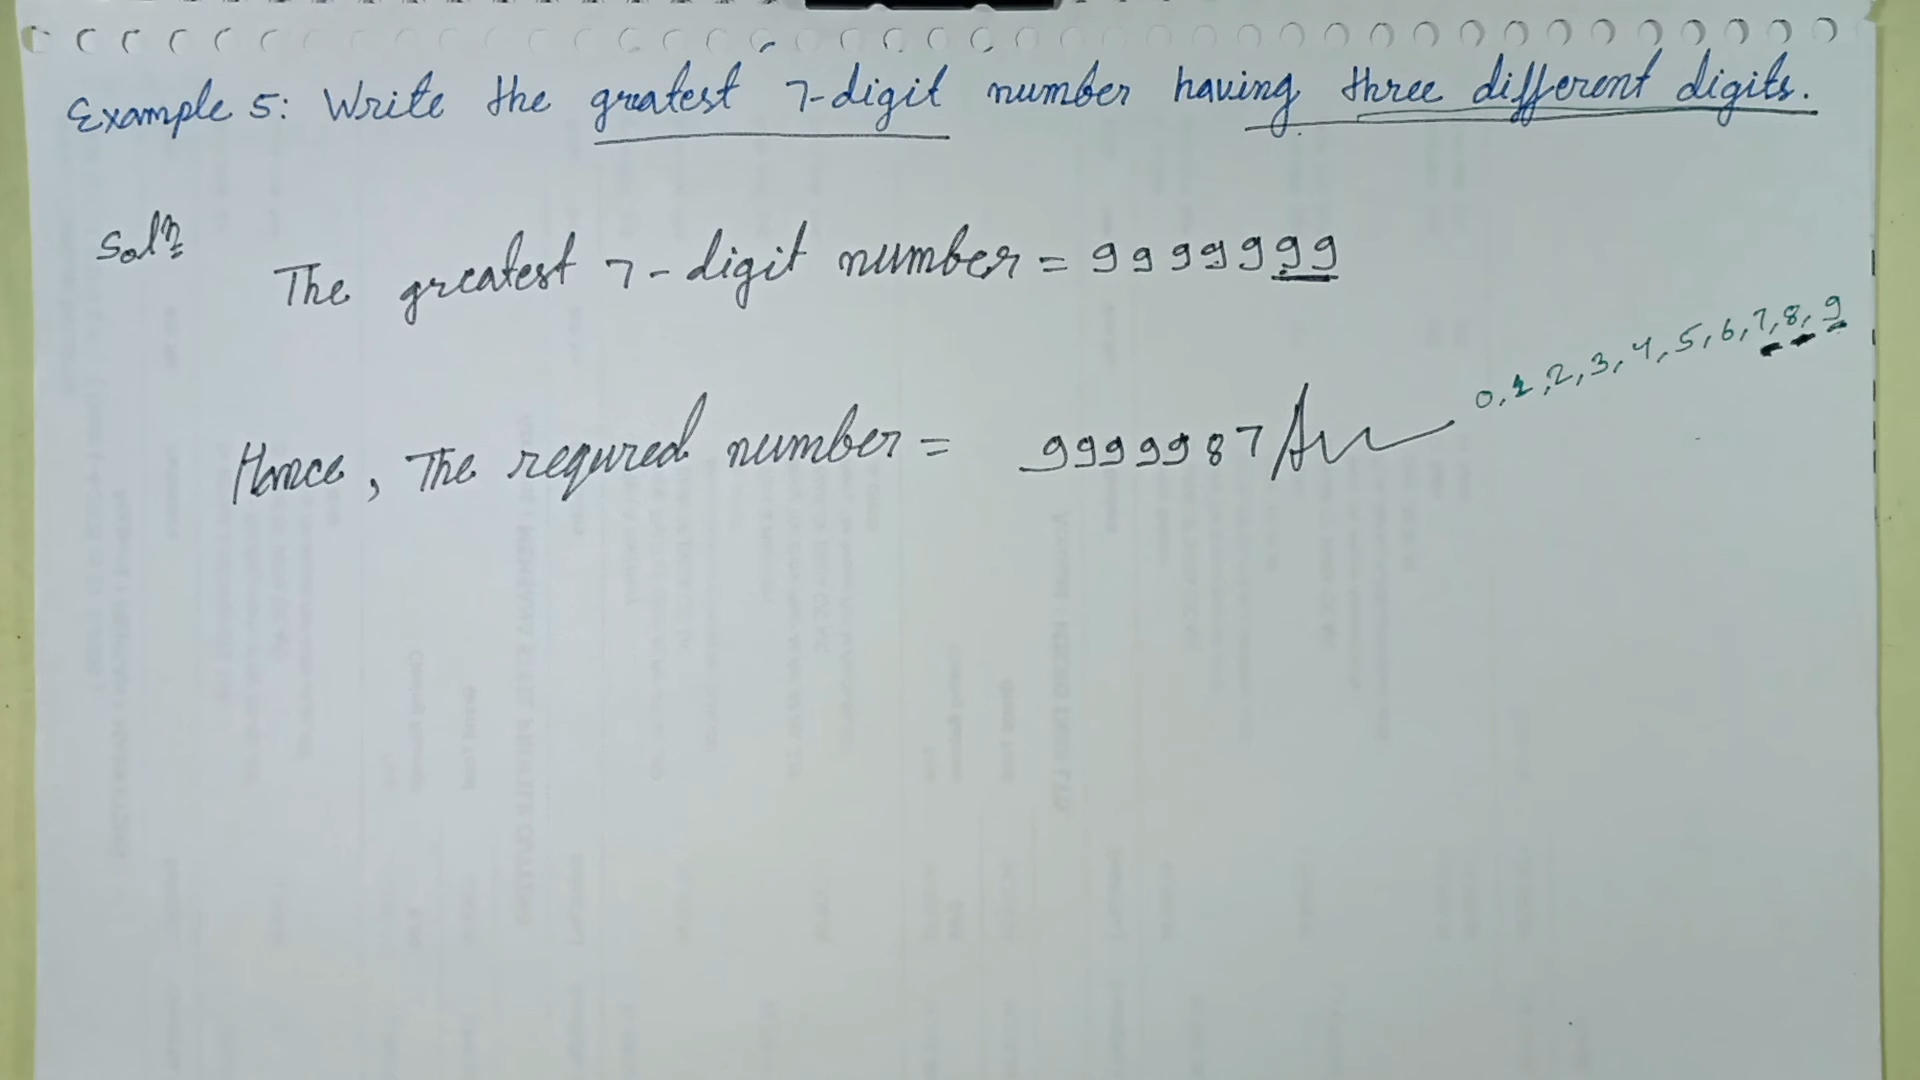 Example 5: Write the greatest 7-digit number having three different digits.
Soln
The greatest 7-digit number = 9999999
0,1,2,3,4,5,6,7,8,9
Hence, The requred number = 9999987 Ans